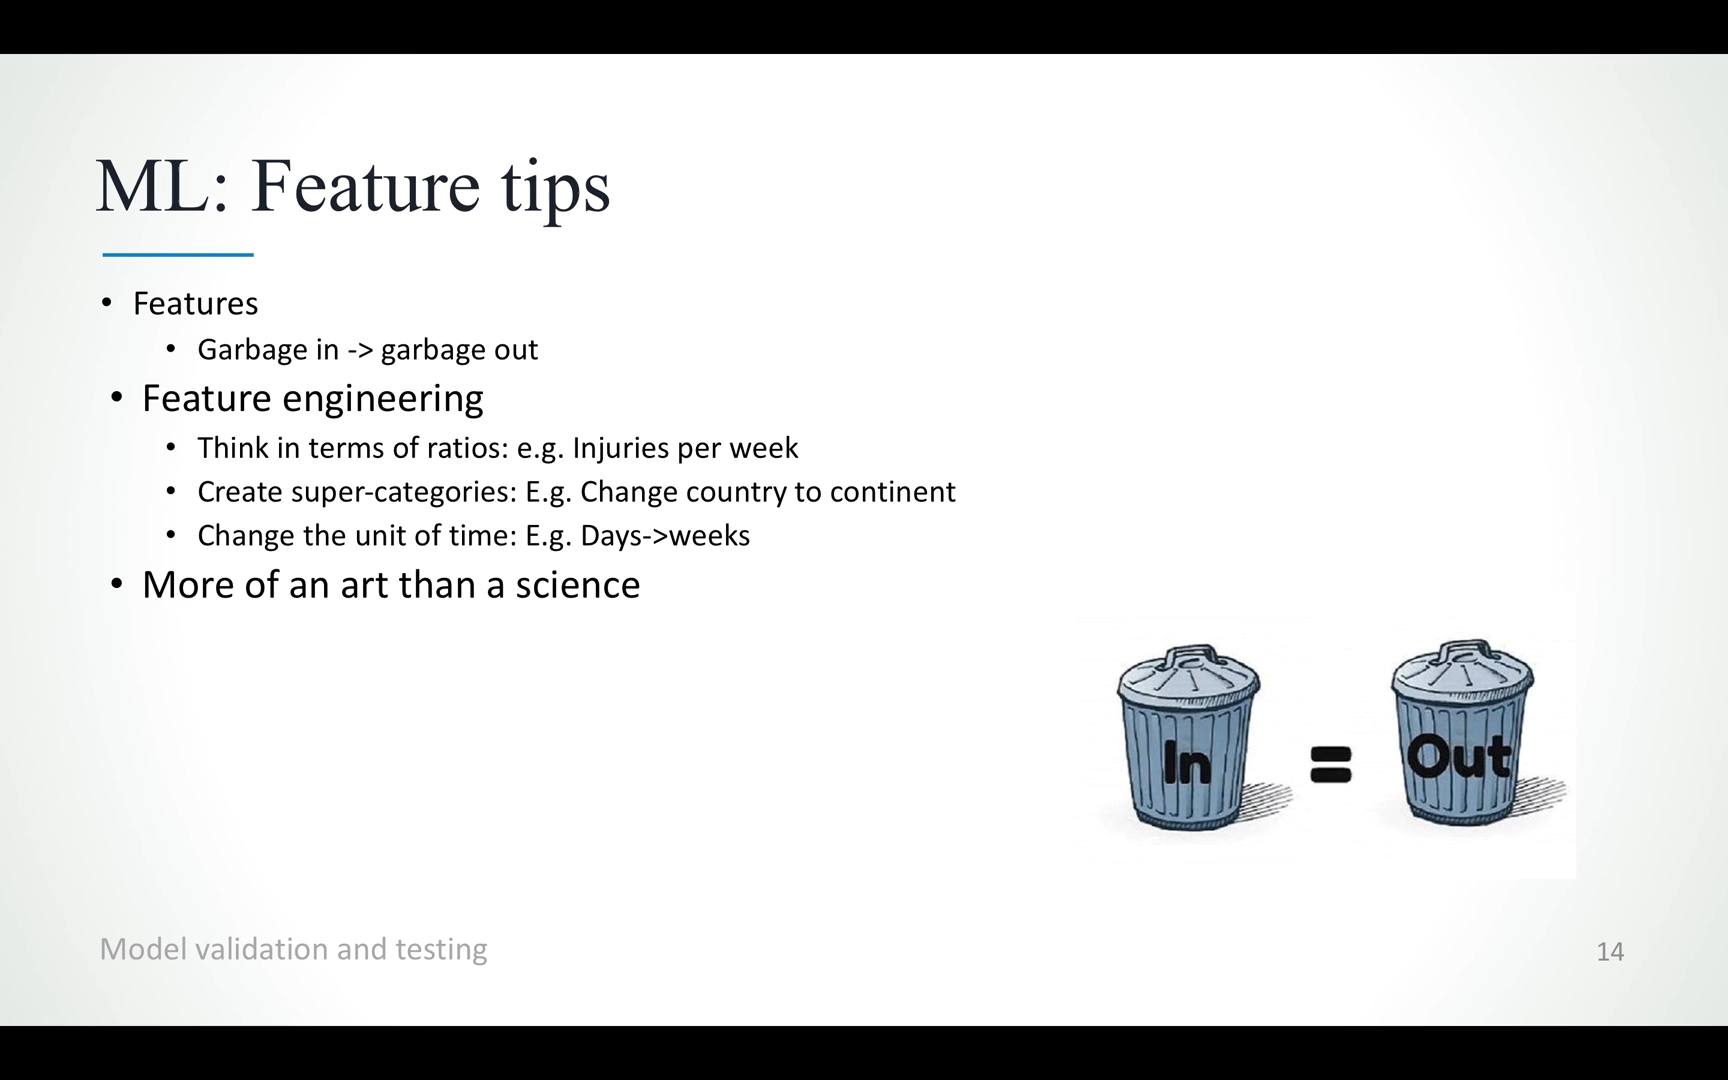 ML: Feature tips
• Features
• Garbage in -> garbage out
• Feature engineering
• Think in terms of ratios: e.g. Injuries per week
• Create super-categories: E.g. Change country to continent
• Change the unit of time: E.g. Days->weeks
• More of an art than a science
In = Out
Model validation and testing
14